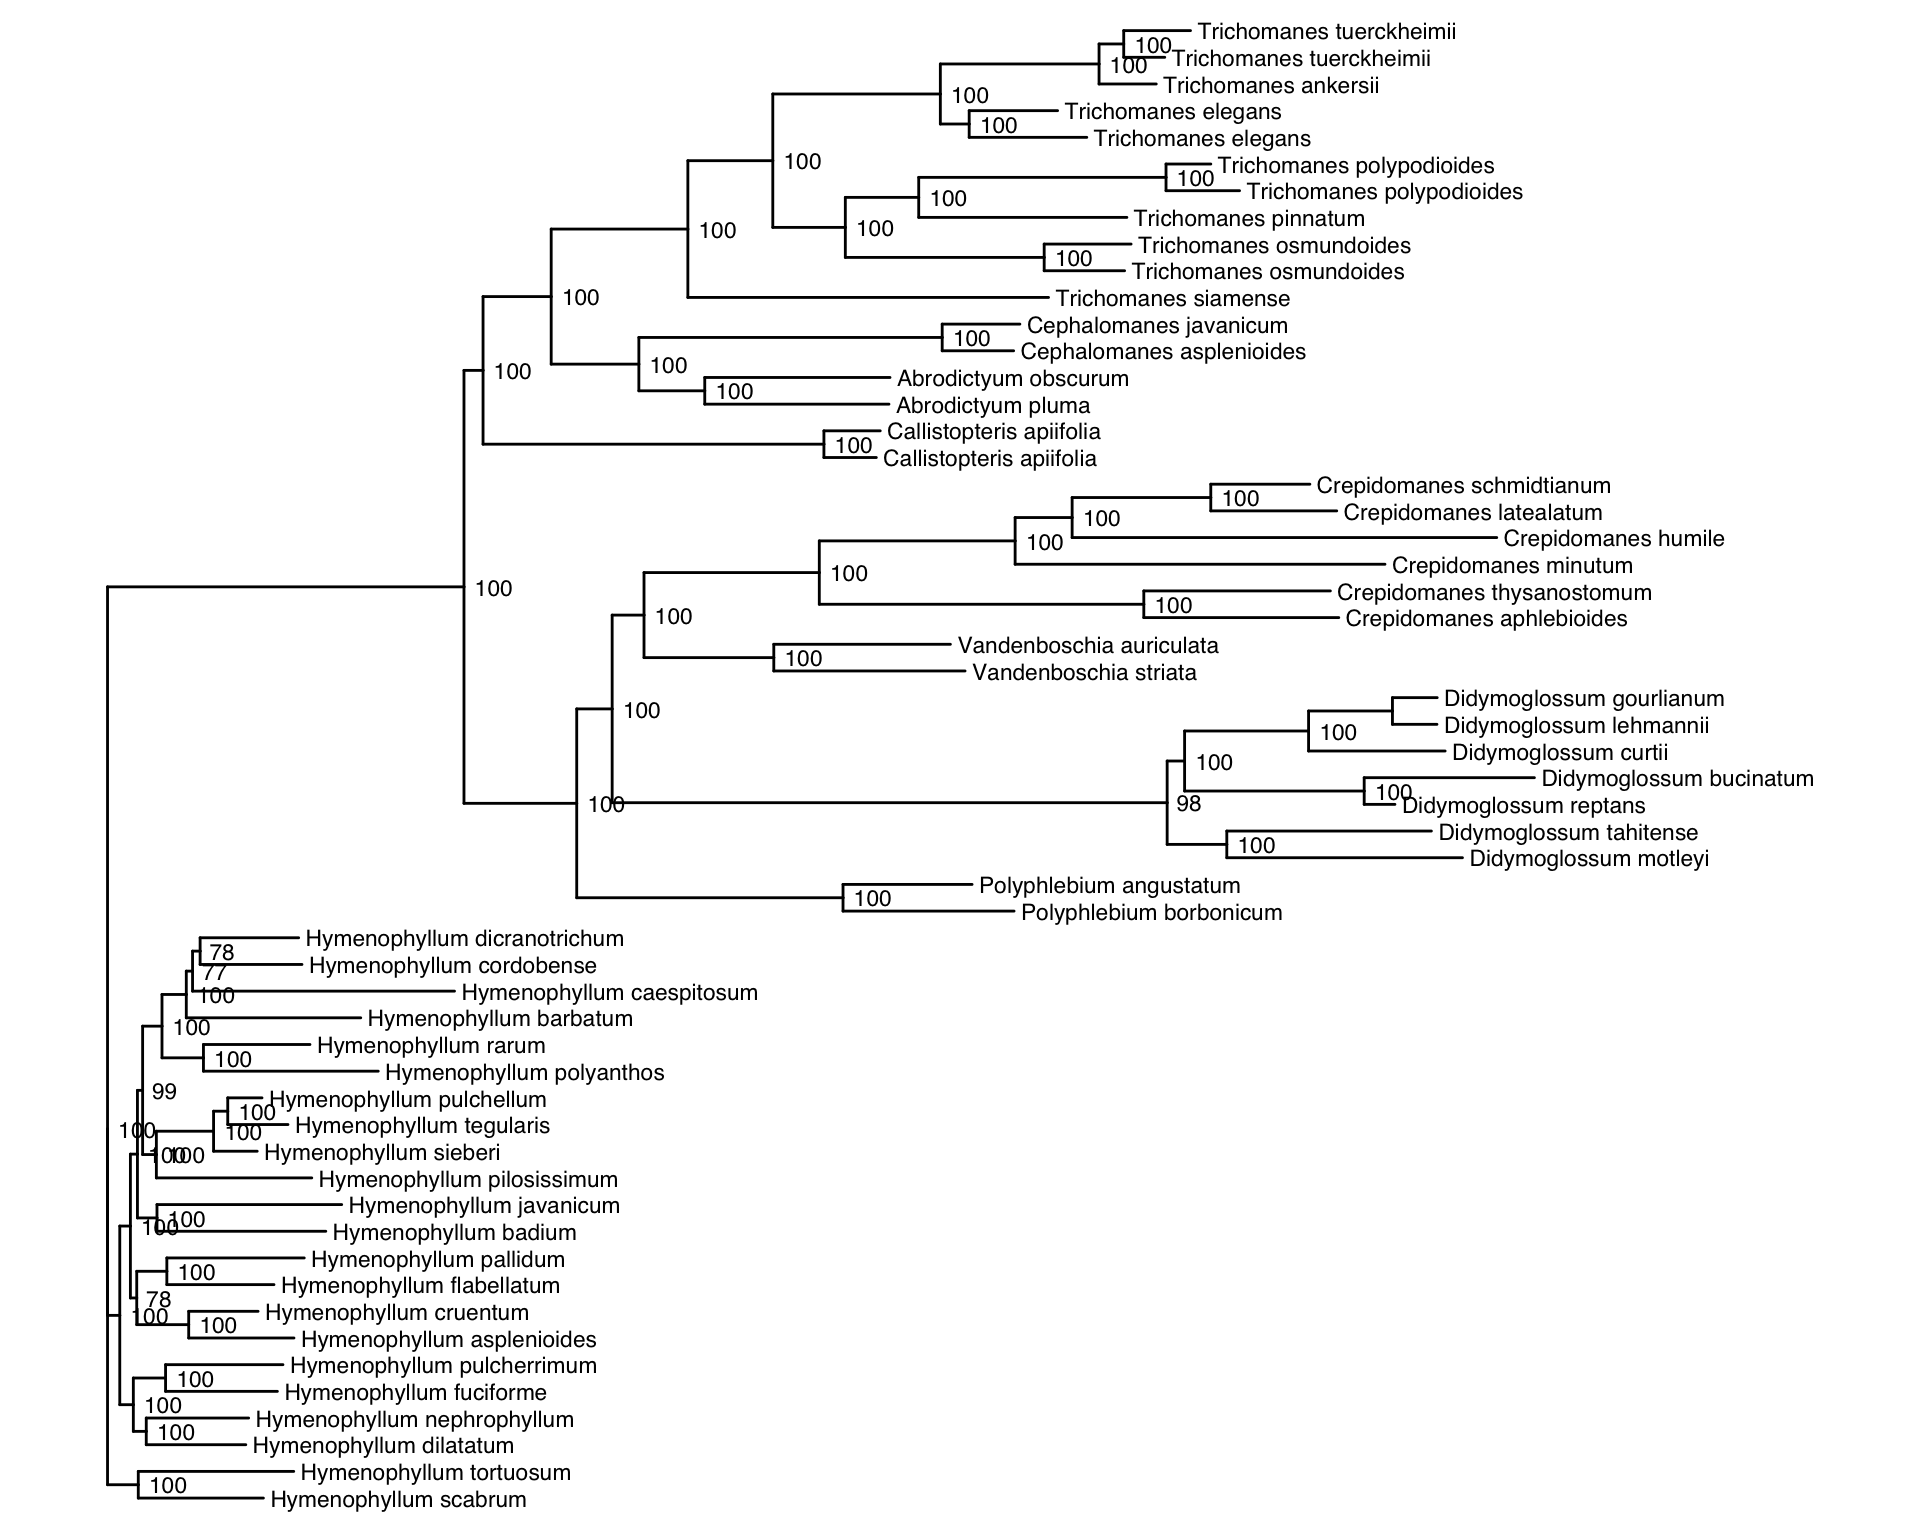 Trichomanes tuerckheimii
100
Trichomanes tuerckheimii
100
Trichomanes ankersii
100
Trichomanes elegans
100
Trichomanes elegans
100
Trichomanes polypodioides
100
Trichomanes polypodioides
100
Trichomanes pinnatum
100
100
Trichomanes osmundoides
100
Trichomanes osmundoides
100
Trichomanes siamense
Cephalomanes javanicum
100
Cephalomanes asplenioides
100
100
Abrodictyum obscurum
100
Abrodictyum pluma
Callistopteris apiifolia
100
Callistopteris apiifolia
Crepidomanes schmidtianum
100
Crepidomanes latealatum
100
Crepidomanes humile
100
Crepidomanes minutum
100
100
Crepidomanes thysanostomum
100
Crepidomanes aphlebioides
100
Vandenboschia auriculata
100
Vandenboschia striata
Didymoglossum gourlianum
100
Didymoglossum lehmannii
100
Didymoglossum curtii
100
Didymoglossum bucinatum
100
Didymoglossum reptans
100
98
Didymoglossum tahitense
100
Didymoglossum motleyi
Polyphlebium angustatum
100
Polyphlebium borbonicum
Hymenophyllum dicranotrichum
78
Hymenophyllum cordobense
77
Hymenophyllum caespitosum
100
Hymenophyllum barbatum
100
Hymenophyllum rarum
100
Hymenophyllum polyanthos
99
Hymenophyllum pulchellum
100
Hymenophyllum tegularis
100
100
Hymenophyllum sieberi
100
100
Hymenophyllum pilosissimum
Hymenophyllum javanicum
100
100
Hymenophyllum badium
Hymenophyllum pallidum
100
Hymenophyllum flabellatum
78
Hymenophyllum cruentum
100
100
Hymenophyllum asplenioides
Hymenophyllum pulcherrimum
100
Hymenophyllum fuciforme
100
Hymenophyllum nephrophyllum
100
Hymenophyllum dilatatum
Hymenophyllum tortuosum
100
Hymenophyllum scabrum